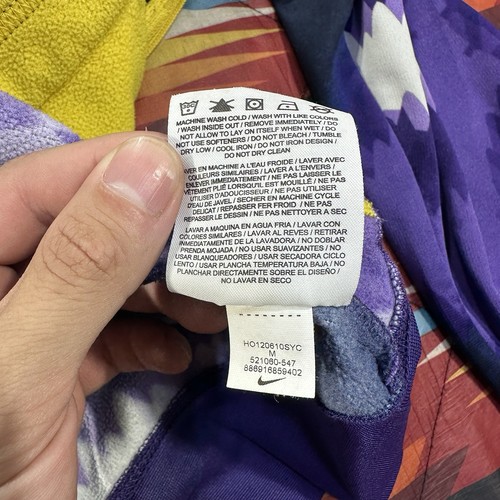 MACHINE WASH COLD / WASH WITH LIKE COLORS
/ WASH INSIDE OUT / REMOVE IMMEDIATELY / DO
NOT ALLOW TO LAY ON ITSELF WHEN WET / DO
NOT USE SOFTENERS / DO NOT BLEACH / TUMBLE
DRY LOW / COOL IRON / DO NOT IRON DESIGN /
DO NOT DRY CLEAN
LAVER EN MACHINE A L'EAU FROIDE / LAVER AVEC
COULEURS SIMILAIRES / LAVER A L'ENVERS /
ENLEVER IMMEDIATEMENT / NE PAS LAISSER LE
VÊTEMENT PLIÉ LORSQU'IL EST MOUILLÉ / NE PAS
UTILISER D'ADOUCISSEUR / NE PAS UTILISER
D'EAU DE JAVEL / SECHER EN MACHINE CYCLE
DELICAT / REPASSER FER FROID / NE PAS
REPASSER LE DESSIN / NE PAS NETTOYER A SEC
LAVAR A MAQUINA EN AGUA FRIA / LAVAR CON
COLORES SIMILARES / LAVAR AL REVES / RETIRAR
INMEDIATAMENTE DE LA LAVADORA / NO DOBLAR
PRENDA MOJADA / NO USAR SUAVIZANTES / NO
USAR BLANQUEADORES / USAR SECADORA CICLO
LENTO / USAR PLANCHA TEMPERATURA BAJA / NO
PLANCHAR DIRECTAMENTE SOBRE EL DISEÑO /
NO LAVAR EN SECO
HO120610SYC
M
521060-547
886916859402